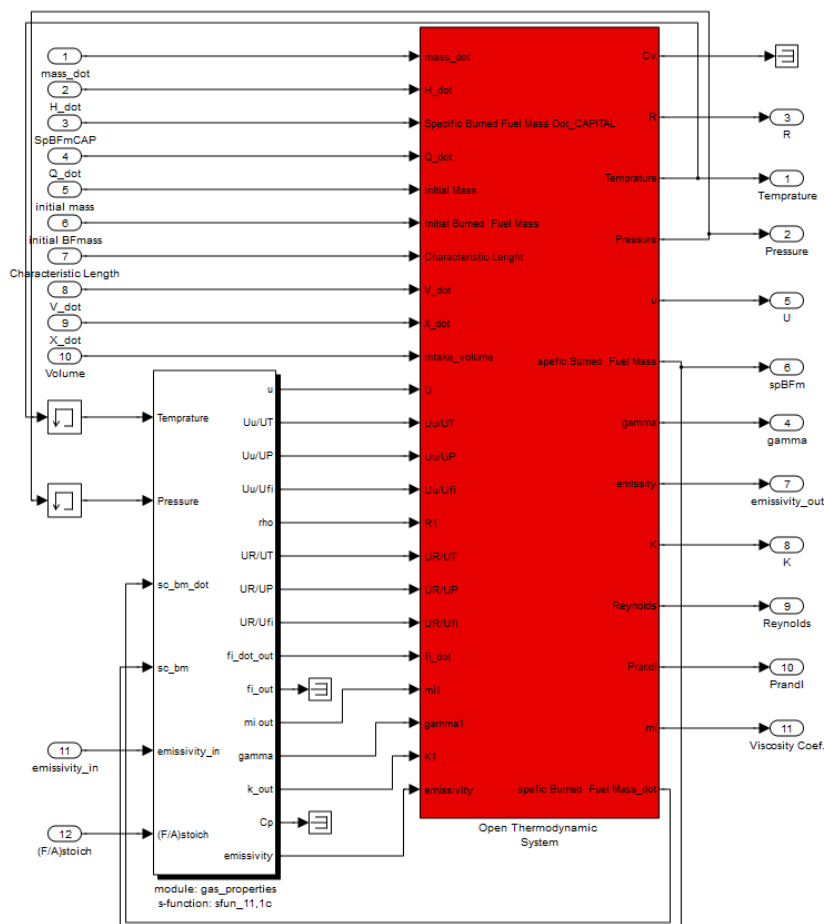 1
mass_dot
2
H_dot
3
SpBFmCAP
4
Q_dot
5
initial mass
6
initial BFmass
7
Characteristic Length
8
V_dot
9
X_dot
10
Volume
11
emissivity_in
12
(F/A)stoich
Temprature
Pressure
sc_bm_dot
sc_bm
emissivity_in
(F/A)stoich
u
Uu/UT
Uu/UP
Uu/Ufi
rho
UR/UT
UR/UP
UR/Ufi
fi_dot_out
fi_out
mi out
gamma
k_out
Cp
emissivity
module: gas_properties
s-function: sfun_11,1c
mass_dot
H_dot
Specific Burned Fuel Mass Dot_CAPITAL
Q_dot
Initial Mass
Initial Burned Fuel Mass
Characteristic Lenght
V_dot
X_dot
Intake_volume
U
Uu/UT
Uu/UP
Uu/Ufi
R1
UR/UT
UR/UP
UR/Ufi
fi_dot
mi1
gamma1
K1
emissivity
Cv
R
Temprature
Pressure
u
spefic Burned Fuel Mass
gamma
emissity
K
Reynolds
Prandl
mi
spefic Burned Fuel Mass_dot
Open Thermodynamic
System
3
R
1
Temprature
2
Pressure
5
U
6
spBFm
4
gamma
7
emissivity_out
8
K
9
Reynolds
10
Prandl
11
Viscosity Coef.